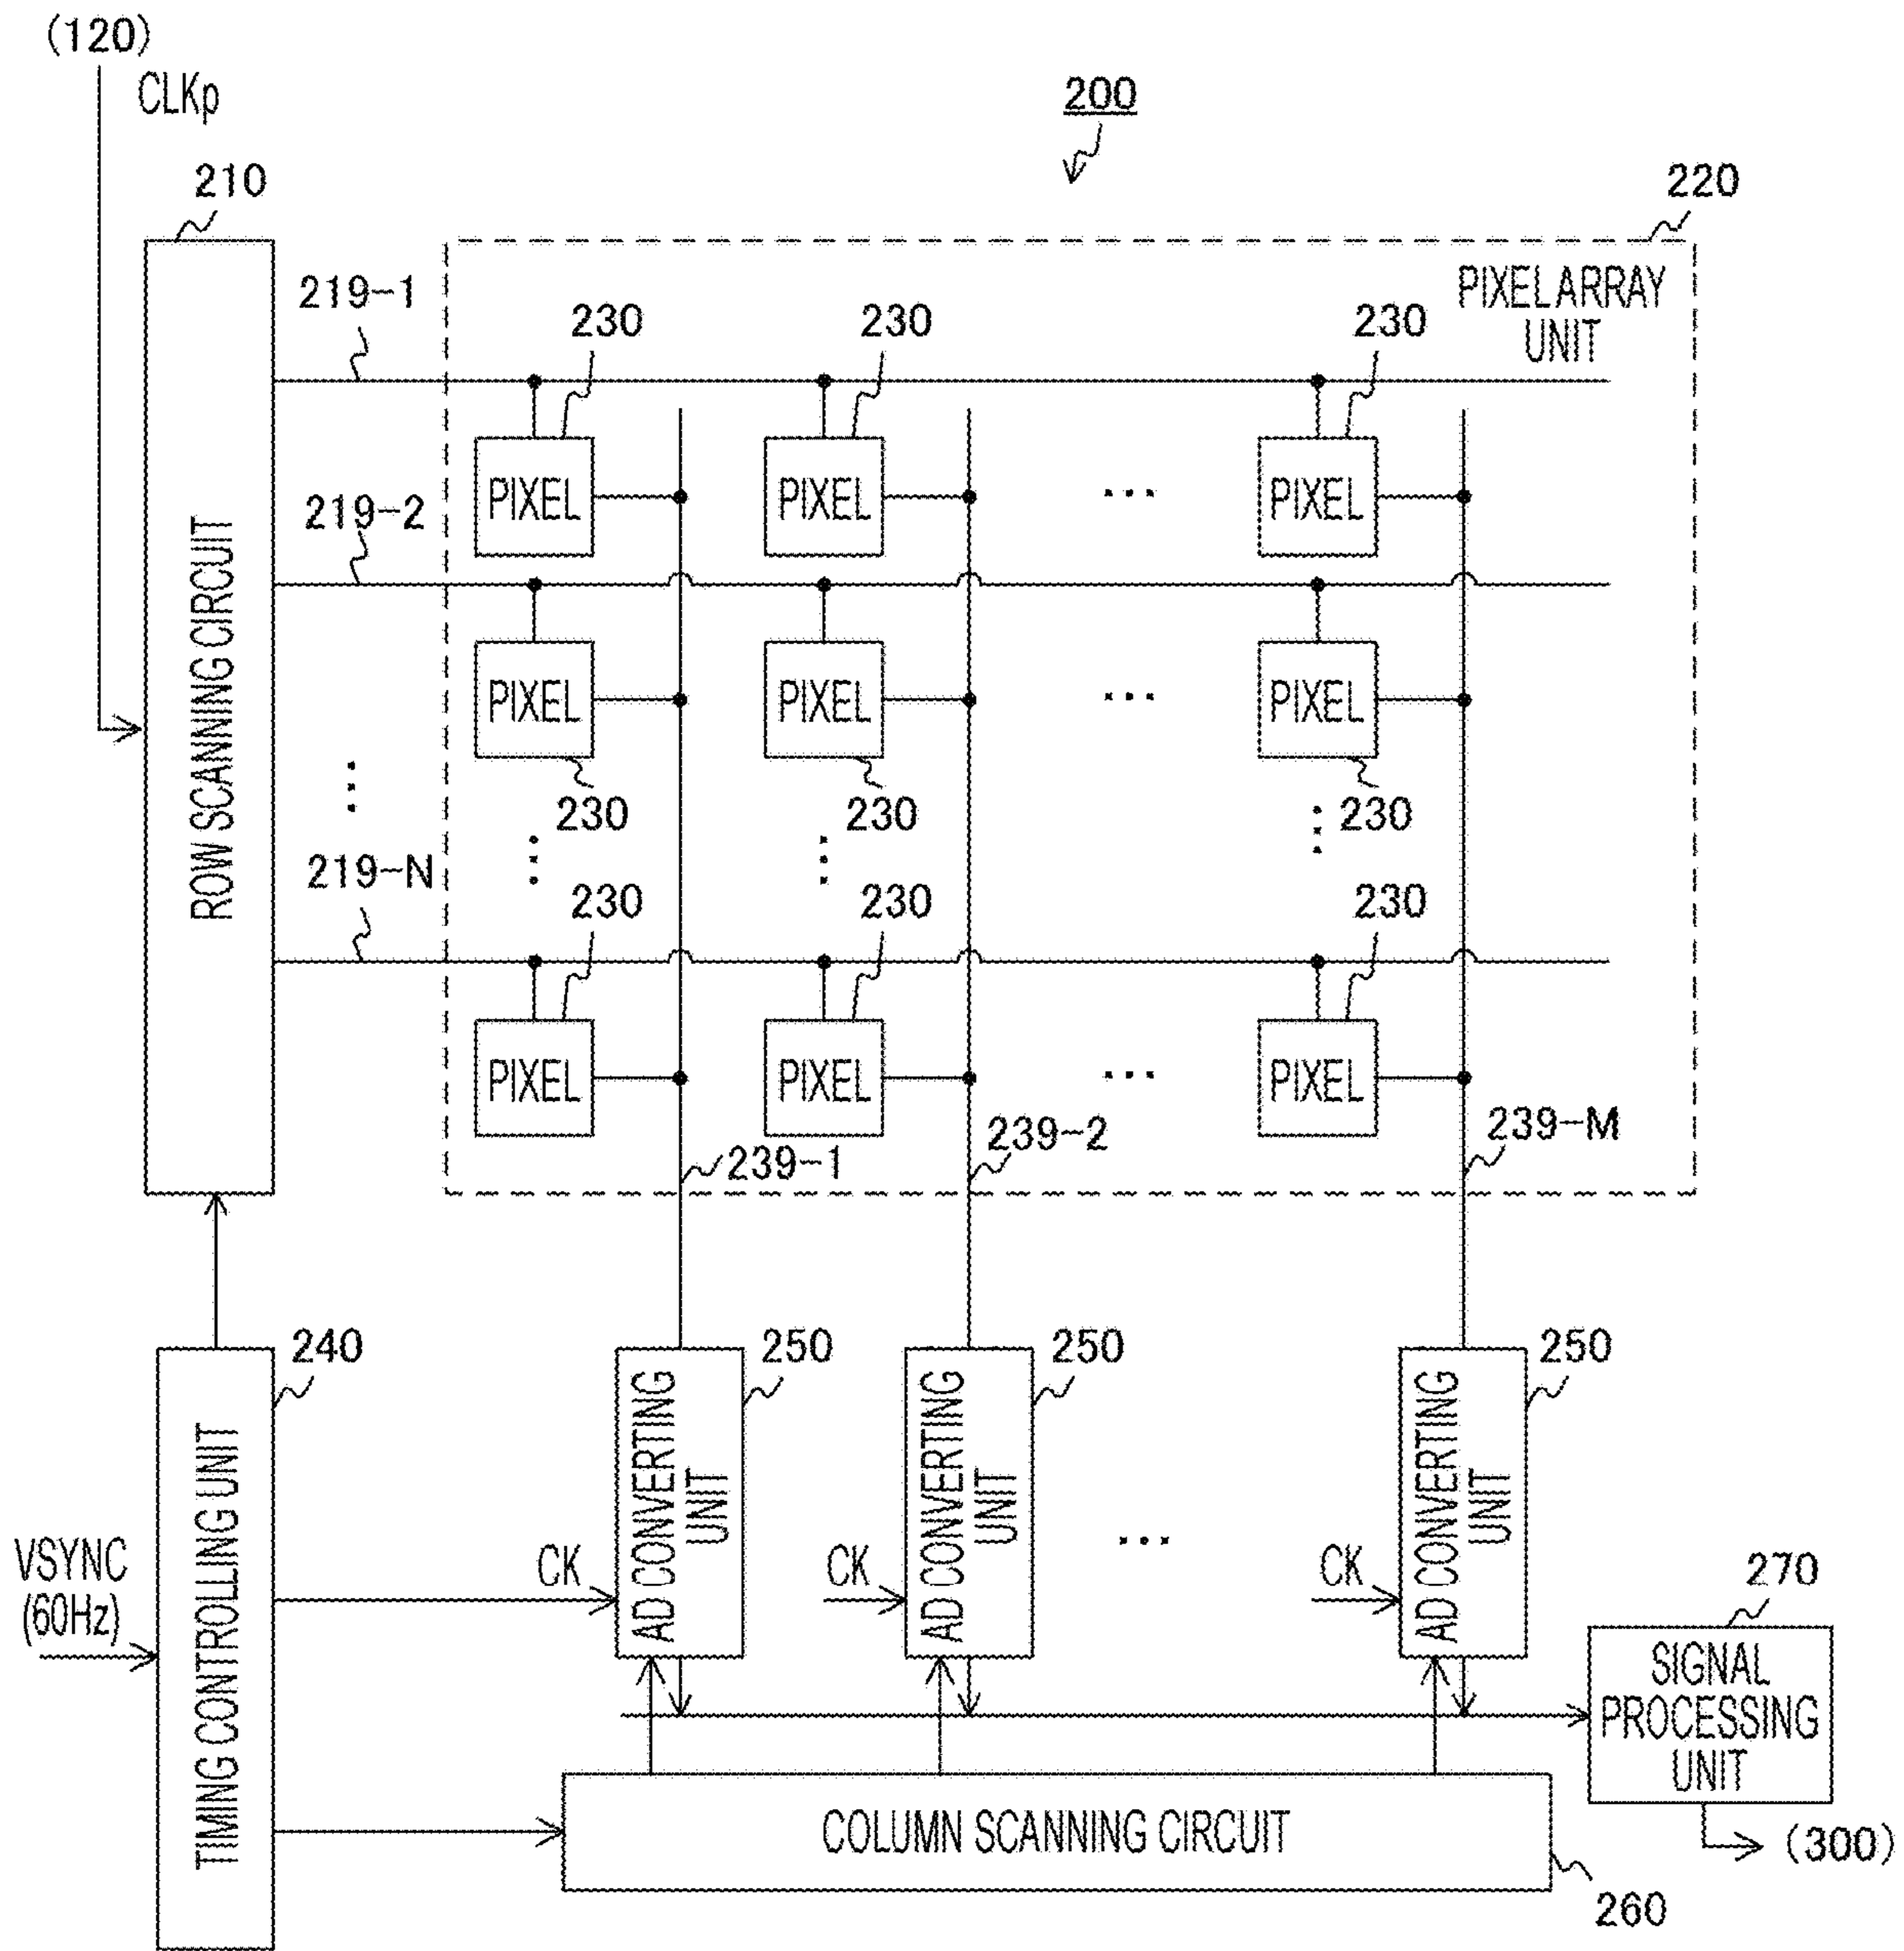 (120)
CLKp
200
210
220
PIXEL ARRAY
UNIT
219-1
230
230
230
PIXEL
PIXEL
...
PIXEL
219-2
ROW SCANNING CIRCUIT
PIXEL
PIXEL
...
PIXEL
230
230
230
219-N
230
230
230
PIXEL
PIXEL
...
PIXEL
239-1
239-2
239-M
240
250
250
250
TIMING CONTROLLING UNIT
AD CONVERTING
UNIT
AD CONVERTING
UNIT
...
AD CONVERTING
UNIT
VSYNC
(60Hz)
CK
CK
CK
270
SIGNAL
PROCESSING
UNIT
COLUMN SCANNING CIRCUIT
(300)
260